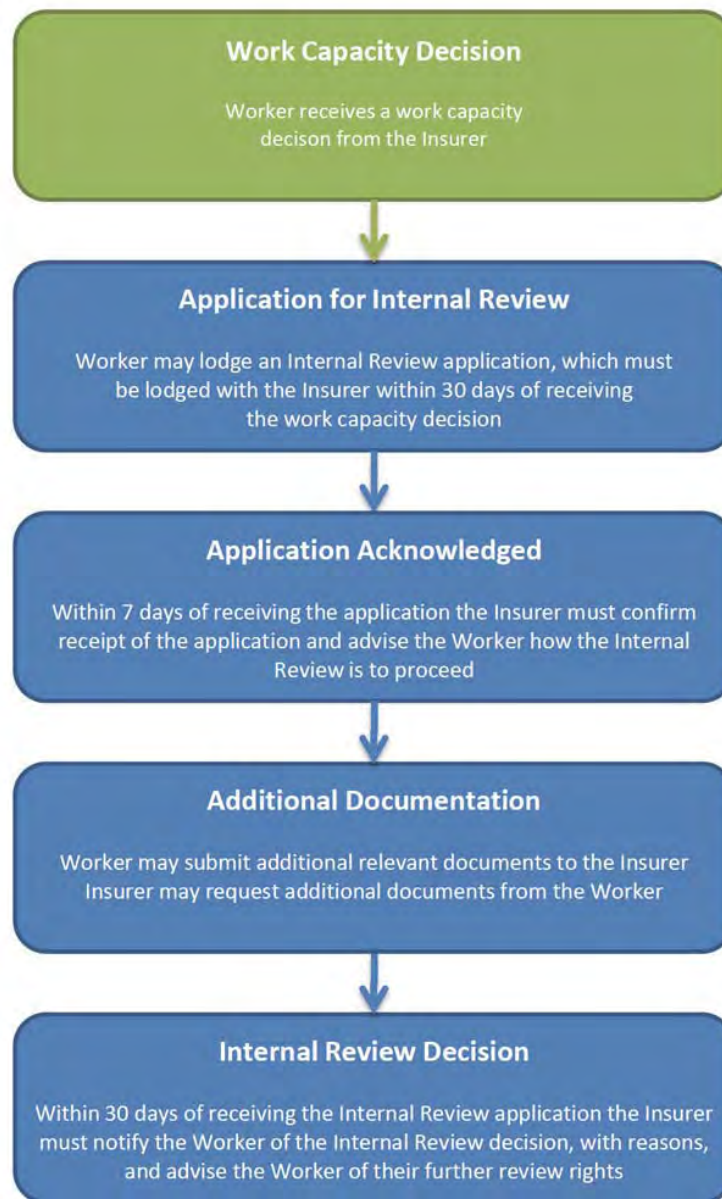 Work Capacity Decision
Worker receives a work capacity
decison from the Insurer
Application for Internal Review
Worker may lodge an Internal Review application, which must
be lodged with the Insurer within 30 days of receiving
the work capacity decision
Application Acknowledged
Within 7 days of receiving the application the Insurer must confirm
receipt of the application and advise the Worker how the Internal
Review is to proceed
Additional Documentation
Worker may submit additional relevant documents to the Insurer
Insurer may request additional documents from the Worker
Internal Review Decision
Within 30 days of receiving the Internal Review application the Insurer
must notify the Worker of the Internal Review decision, with reasons,
and advise the Worker of their further review rights